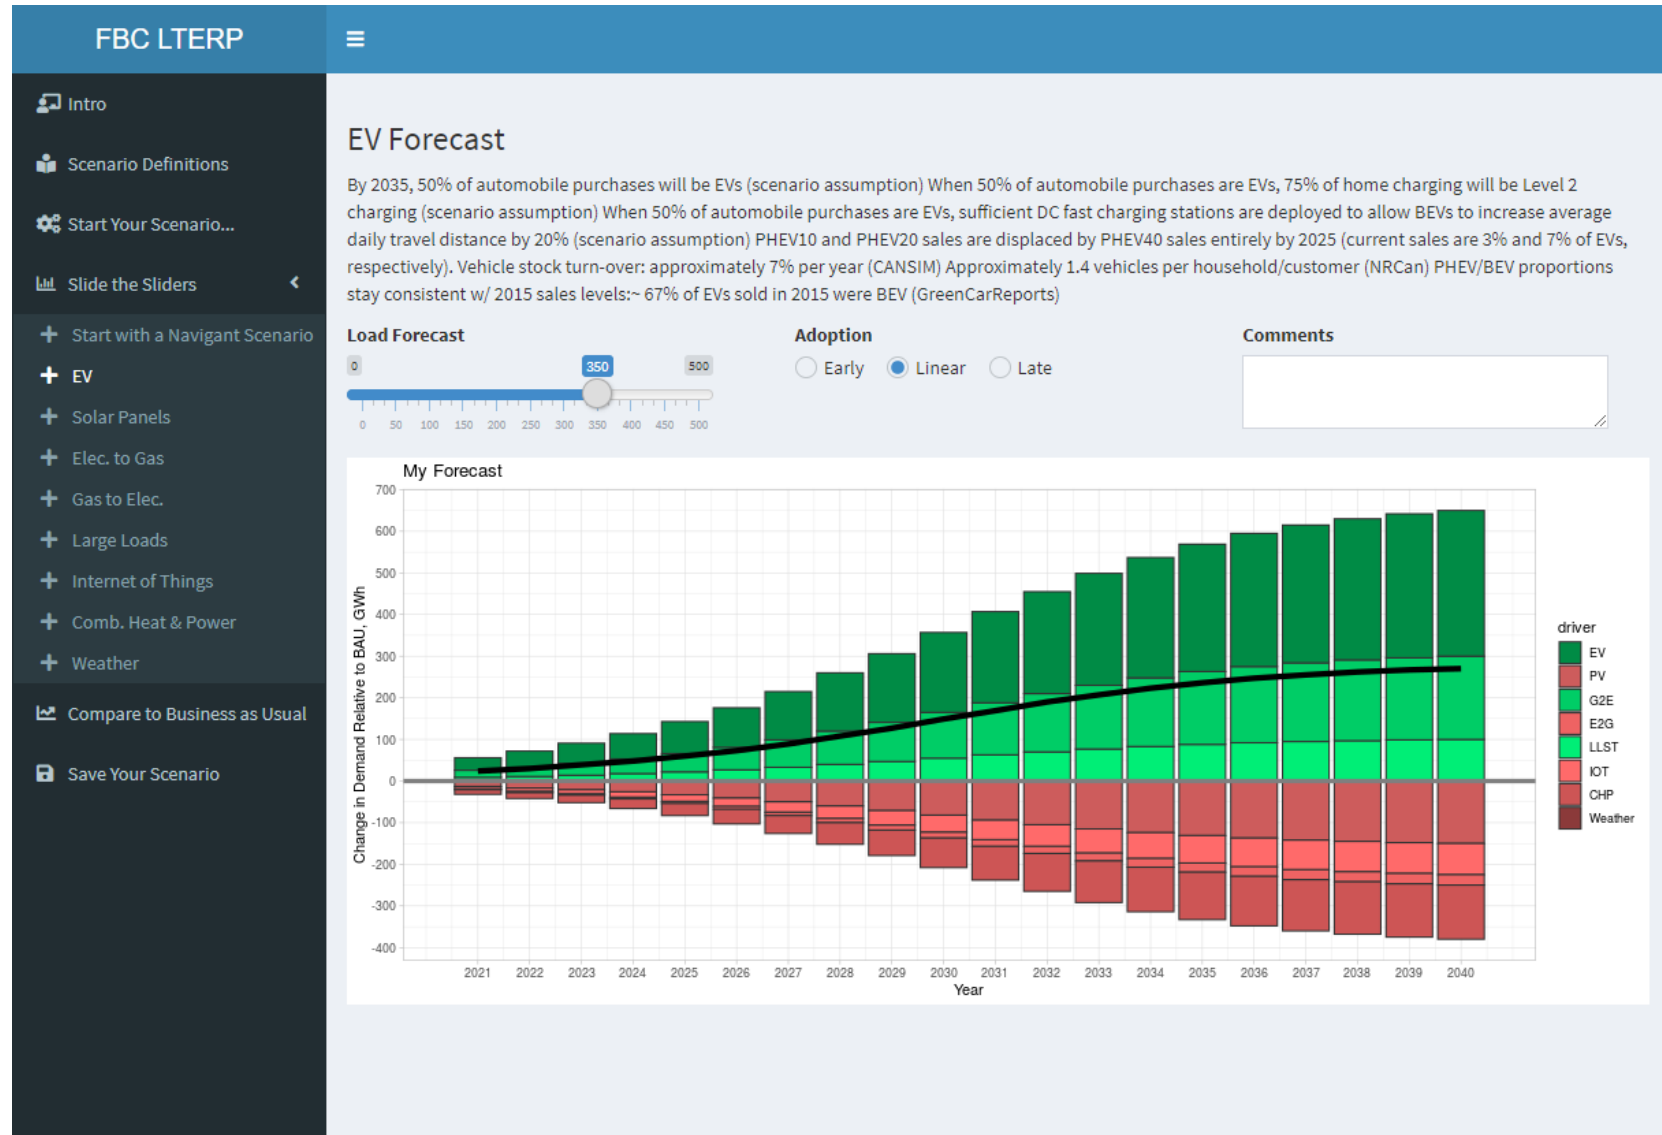 FBC LTERP
Intro
Scenario Definitions
Start Your Scenario...
Slide the Sliders
Start with a Navigant Scenario
EV
Solar Panels
Elec. to Gas
Gas to Elec.
Large Loads
Internet of Things
Comb. Heat & Power
Weather
Compare to Business as Usual
Save Your Scenario
EV Forecast
By 2035, 50% of automobile purchases will be EVs (scenario assumption) When 50% of automobile purchases are EVs, 75% of home charging will be Level 2
charging (scenario assumption) When 50% of automobile purchases are EVs, sufficient DC fast charging stations are deployed to allow BEVs to increase average
daily travel distance by 20% (scenario assumption) PHEV10 and PHEV20 sales are displaced by PHEV40 sales entirely by 2025 (current sales are 3% and 7% of EVs,
respectively). Vehicle stock turn-over: approximately 7% per year (CANSIM) Approximately 1.4 vehicles per household/customer (NRCan) PHEV/BEV proportions
stay consistent w/ 2015 sales levels:~ 67% of EVs sold in 2015 were BEV (GreenCarReports)
Load Forecast
0 350 500
0 50 100 150 200 250 300 350 400 450 500
Adoption
Early Linear Late
Comments
My Forecast
Change in Demand Relative to BAU, GWh
700
600
500
400
300
200
100
0
-100
-200
-300
-400
2021 2022 2023 2024 2025 2026 2027 2028 2029 2030 2031 2032 2033 2034 2035 2036 2037 2038 2039 2040
Year
driver
EV
PV
G2E
E2G
LLST
IOT
CHP
Weather